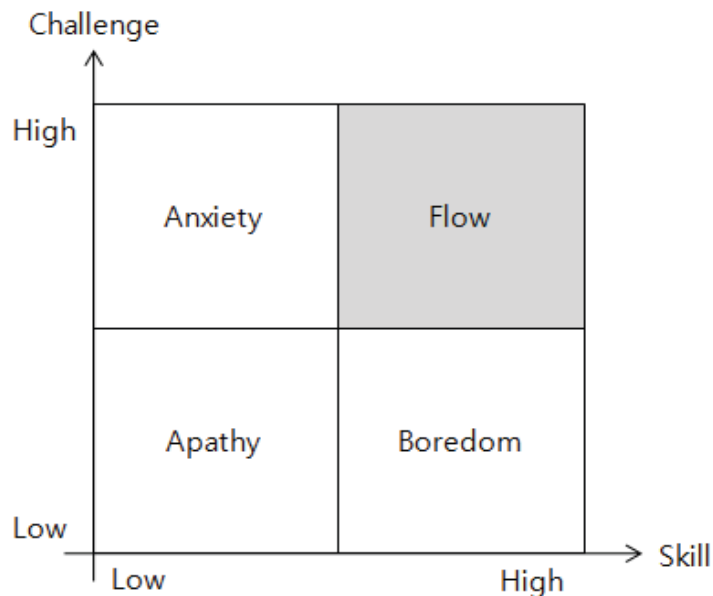 Challenge
High
Anxiety
Flow
Apathy
Boredom
Low
Skill
Low
High